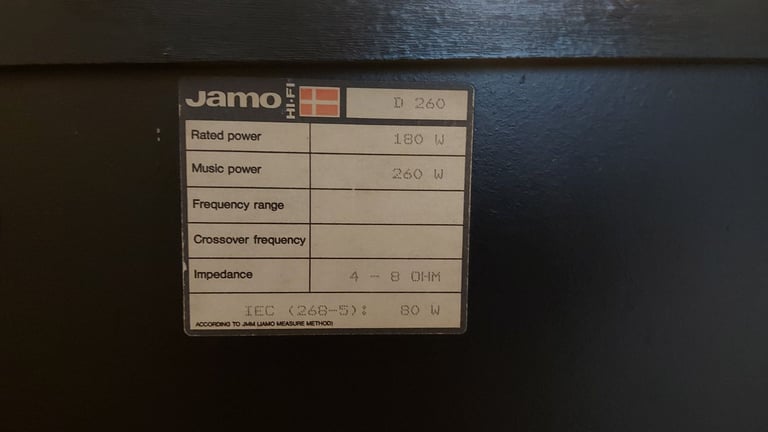 Jamo HI-FI D 260
Rated power 180 W
Music power 260 W
Frequency range
Crossover frequency
Impedance 4 - 8 OHM
IEC (268-5): 80 W
ACCORDING TO JMM (JAMO MEASURE METHOD)